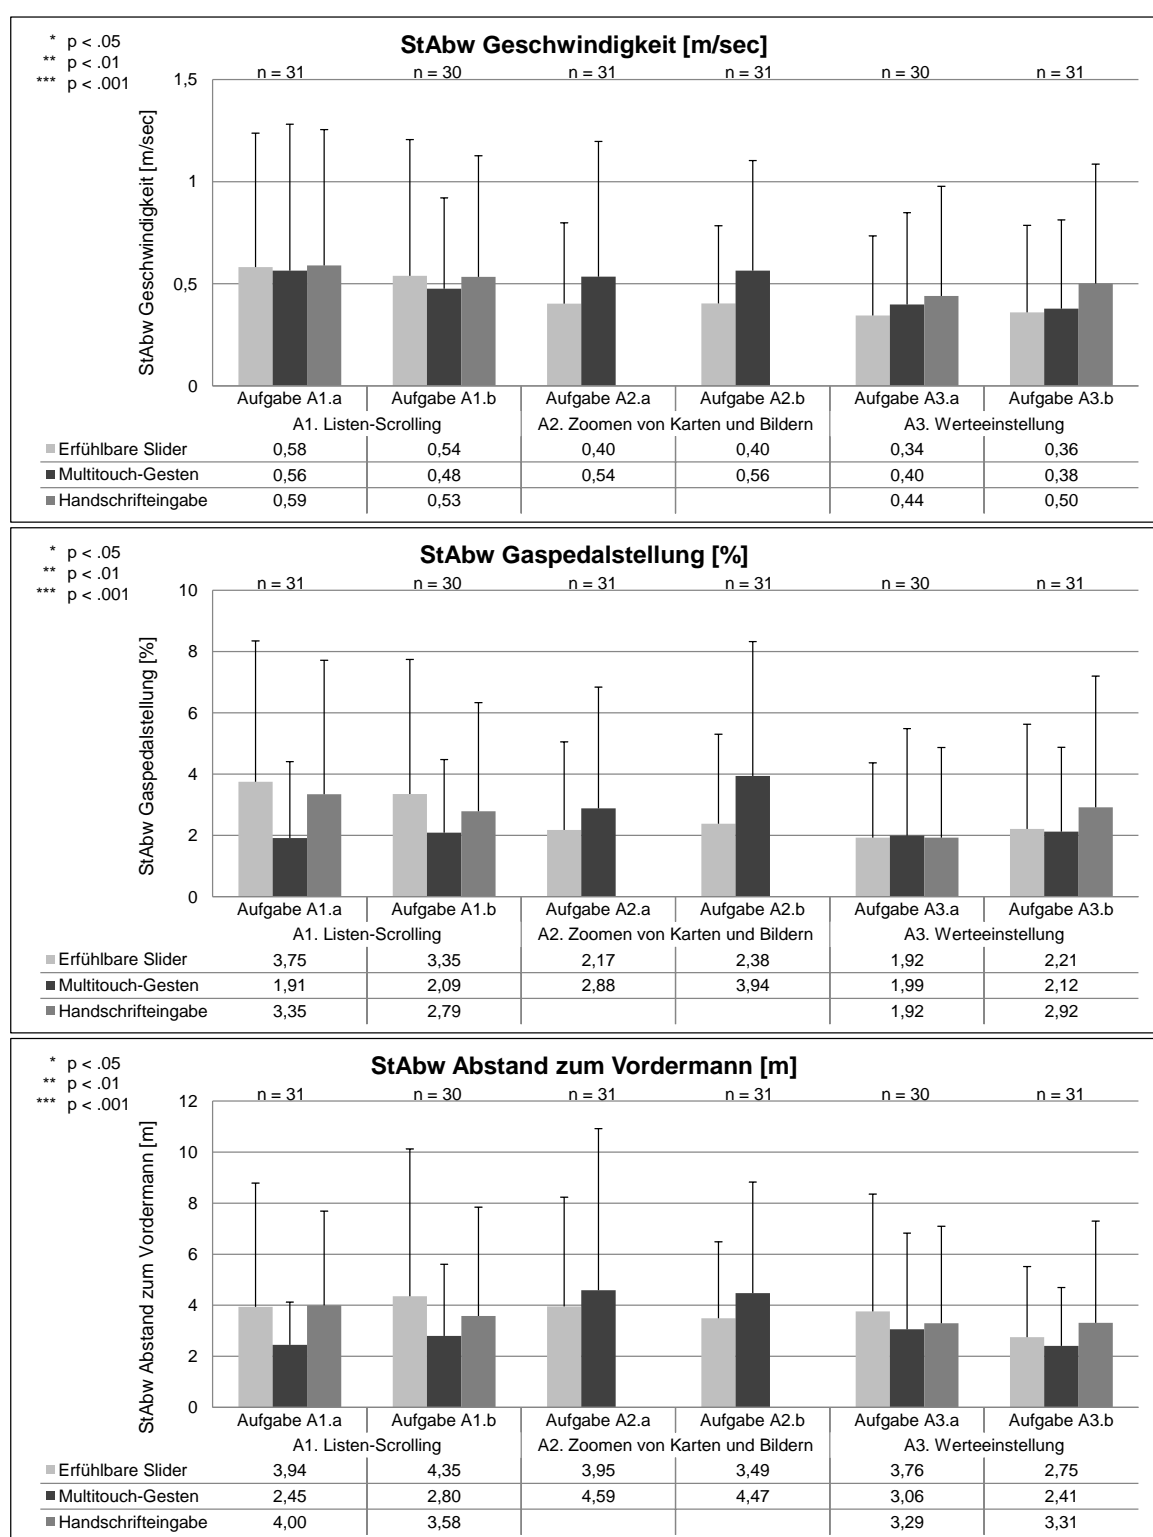 StAbw Geschwindigkeit [m/sec]
* p < .05
** p < .01
*** p < .001
n = 31 n = 30 n = 31 n = 31 n = 30 n = 31
StAbw Geschwindigkeit [m/sec]
1,5
1
0,5
0
Aufgabe A1.a Aufgabe A1.b Aufgabe A2.a Aufgabe A2.b Aufgabe A3.a Aufgabe A3.b
A1. Listen-Scrolling A2. Zoomen von Karten und Bildern A3. Werteeinstellung
Erfühlbare Slider 0,58 0,54 0,40 0,40 0,34 0,36
Multitouch-Gesten 0,56 0,48 0,54 0,56 0,40 0,38
Handschrifteingabe 0,59 0,53 0,44 0,50
StAbw Gaspedalstellung [%]
* p < .05
** p < .01
*** p < .001
n = 31 n = 30 n = 31 n = 31 n = 30 n = 31
StAbw Gaspedalstellung [%]
10
8
6
4
2
0
Aufgabe A1.a Aufgabe A1.b Aufgabe A2.a Aufgabe A2.b Aufgabe A3.a Aufgabe A3.b
A1. Listen-Scrolling A2. Zoomen von Karten und Bildern A3. Werteeinstellung
Erfühlbare Slider 3,75 3,35 2,17 2,38 1,92 2,21
Multitouch-Gesten 1,91 2,09 2,88 3,94 1,99 2,12
Handschrifteingabe 3,35 2,79 1,92 2,92
StAbw Abstand zum Vordermann [m]
* p < .05
** p < .01
*** p < .001
n = 31 n = 30 n = 31 n = 31 n = 30 n = 31
StAbw Abstand zum Vordermann [m]
12
10
8
6
4
2
0
Aufgabe A1.a Aufgabe A1.b Aufgabe A2.a Aufgabe A2.b Aufgabe A3.a Aufgabe A3.b
A1. Listen-Scrolling A2. Zoomen von Karten und Bildern A3. Werteeinstellung
Erfühlbare Slider 3,94 4,35 3,95 3,49 3,76 2,75
Multitouch-Gesten 2,45 2,80 4,59 4,47 3,06 2,41
Handschrifteingabe 4,00 3,58 3,29 3,31